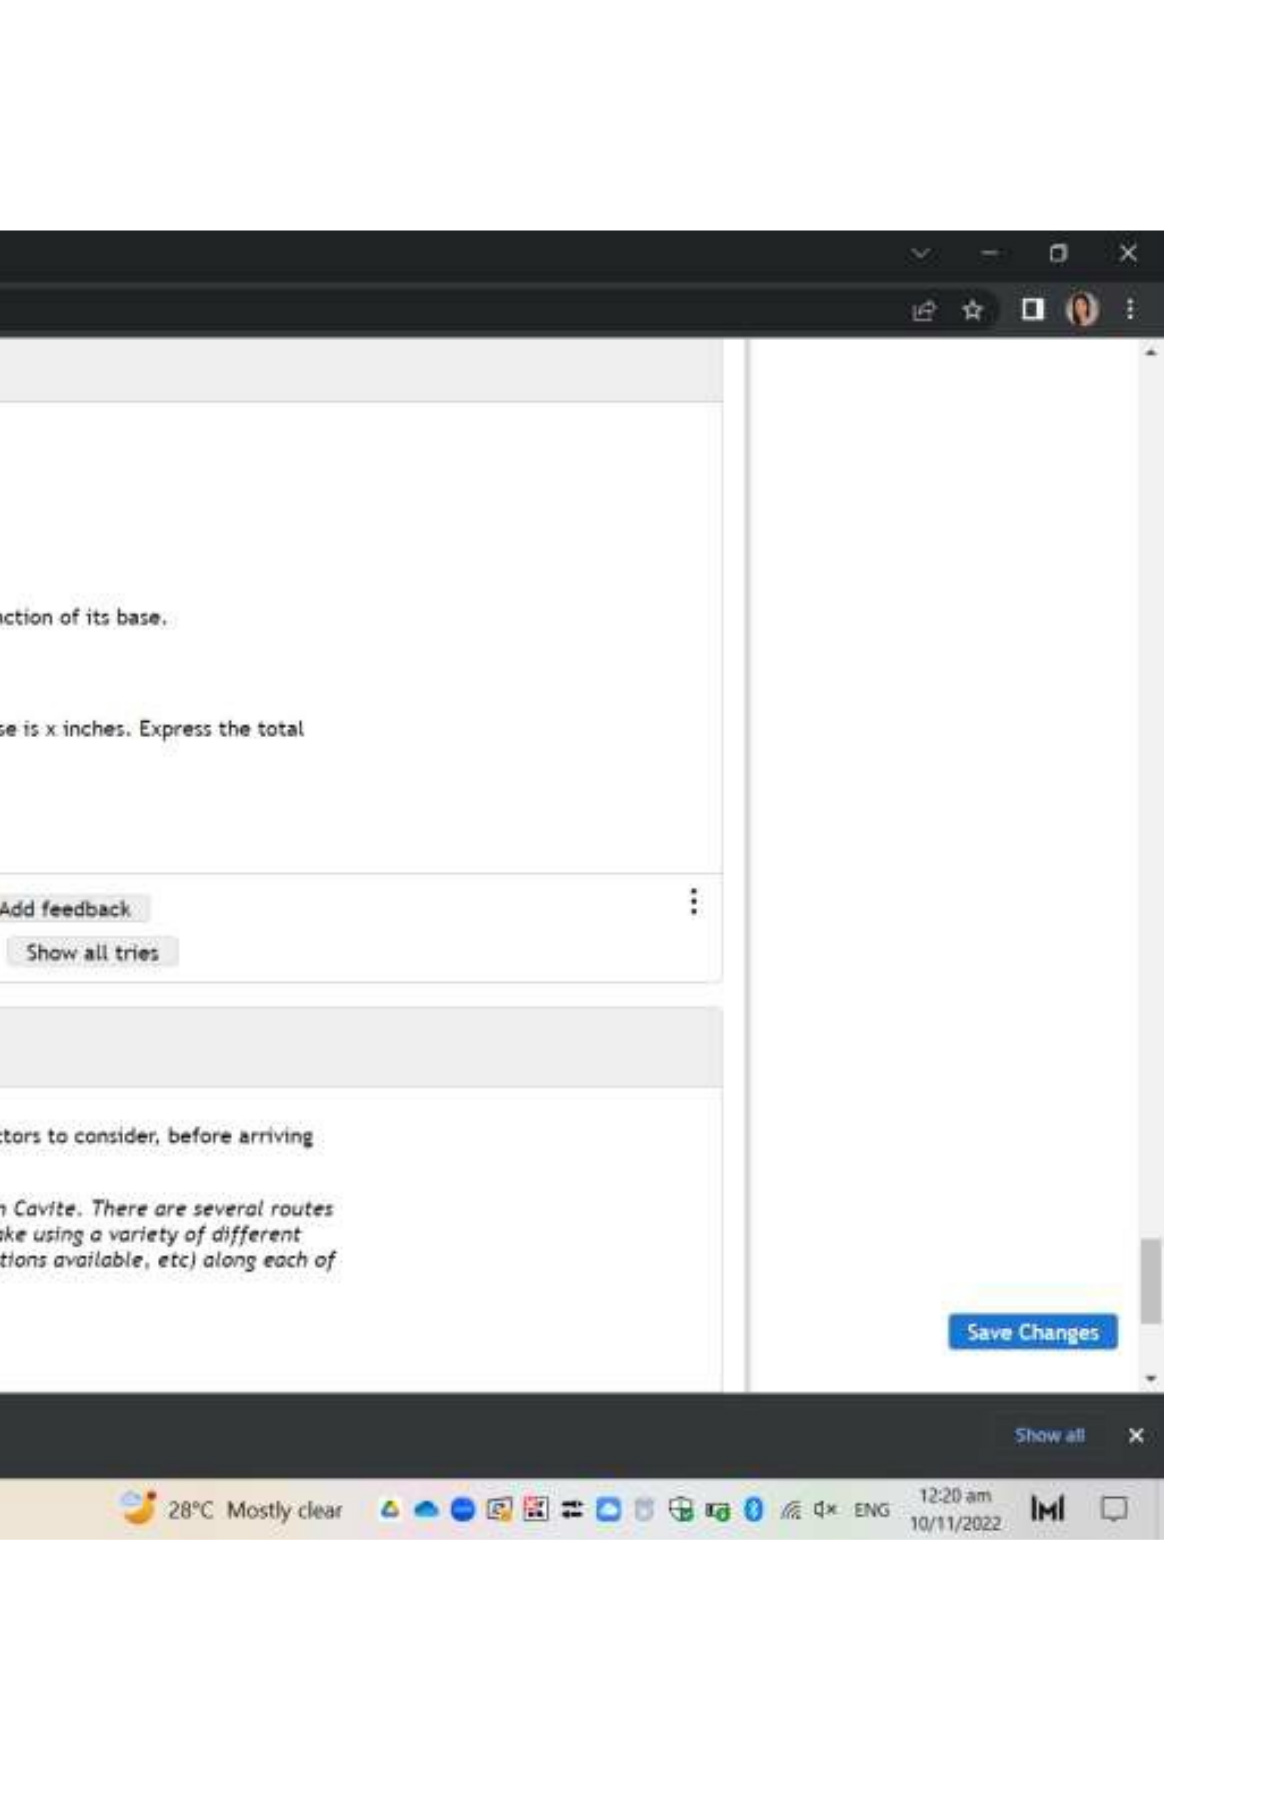 ction of its base.
se is x inches. Express the total
Add feedback
Show all tries
tors to consider, before arriving
n Cavite. There are several routes
ake using a variety of different
tions available, etc) along each of
Save Changes
Show all
28°C Mostly clear
ENG
12:20 am
10/11/2022